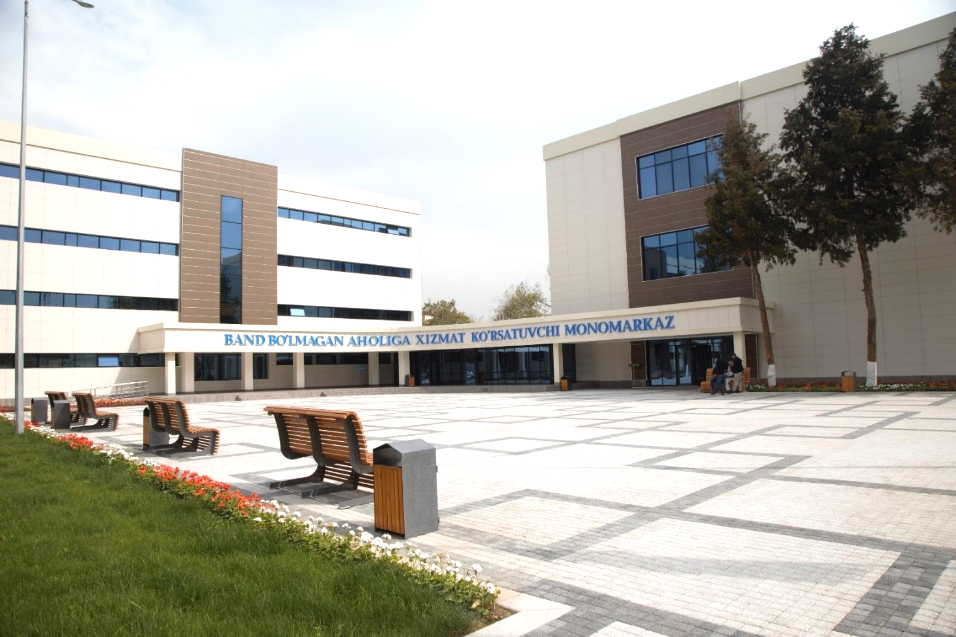 BAND BO'LMAGAN AHOLIGA XIZMAT KO'RSATUVCHI MONOMARKAZ